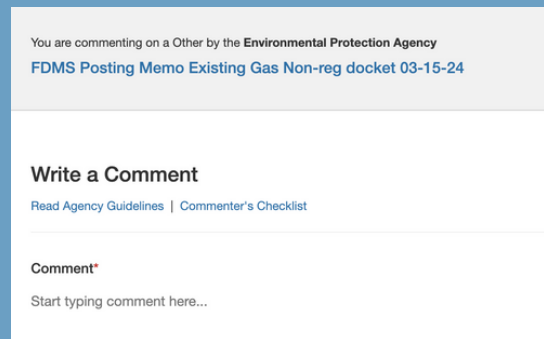 You are commenting on a Other by the Environmental Protection Agency
FDMS Posting Memo Existing Gas Non-reg docket 03-15-24
Write a Comment
Read Agency Guidelines | Commenter's Checklist
Comment*
Start typing comment here...